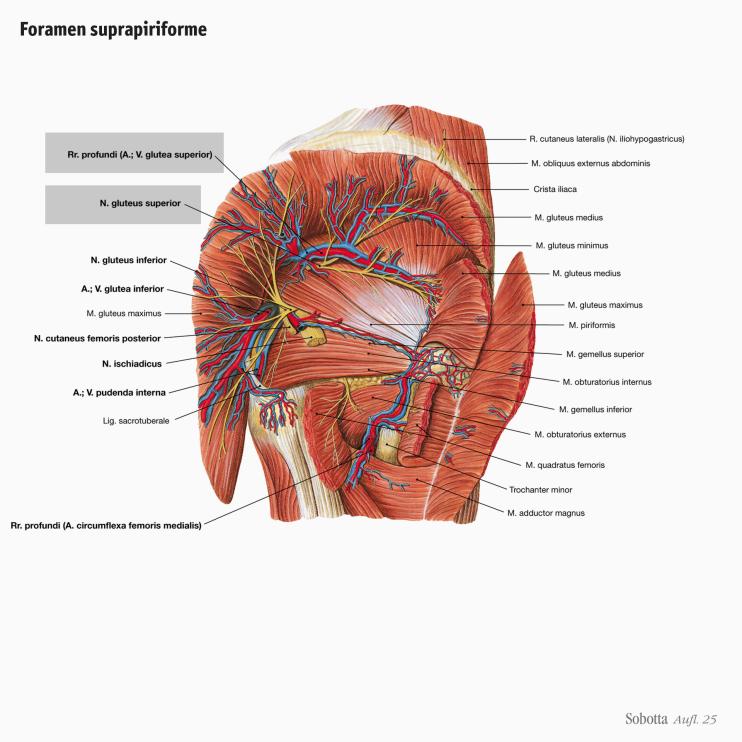 Foramen suprapiriforme
Rr. profundi (A.; V. glutea superior)
N. gluteus superior
N. gluteus inferior
A.; V. glutea inferior
M. gluteus maximus
N. cutaneus femoris posterior
N. ischiadicus
A.; V. pudenda interna
Lig. sacrotuberale
Rr. profundi (A. circumflexa femoris medialis)
R. cutaneus lateralis (N. iliohypogastricus)
M. obliquus externus abdominis
Crista iliaca
M. gluteus medius
M. gluteus minimus
M. gluteus medius
M. gluteus maximus
M. piriformis
M. gemellus superior
M. obturatorius internus
M. gemellus inferior
M. obturatorius externus
M. quadratus femoris
Trochanter minor
M. adductor magnus
Sobotta Aufl. 25